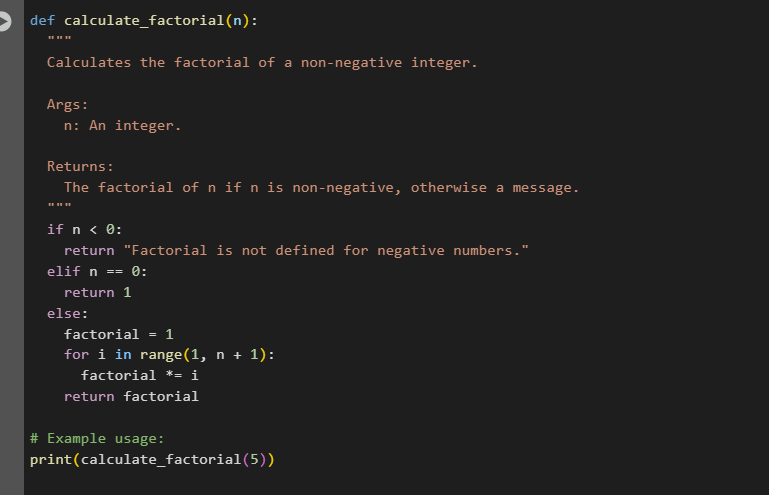 def calculate_factorial(n):
  """
  Calculates the factorial of a non-negative integer.

  Args:
    n: An integer.

  Returns:
    The factorial of n if n is non-negative, otherwise a message.
  """
  if n < 0:
    return "Factorial is not defined for negative numbers."
  elif n == 0:
    return 1
  else:
    factorial = 1
    for i in range(1, n + 1):
      factorial *= i
    return factorial

# Example usage:
print(calculate_factorial(5))